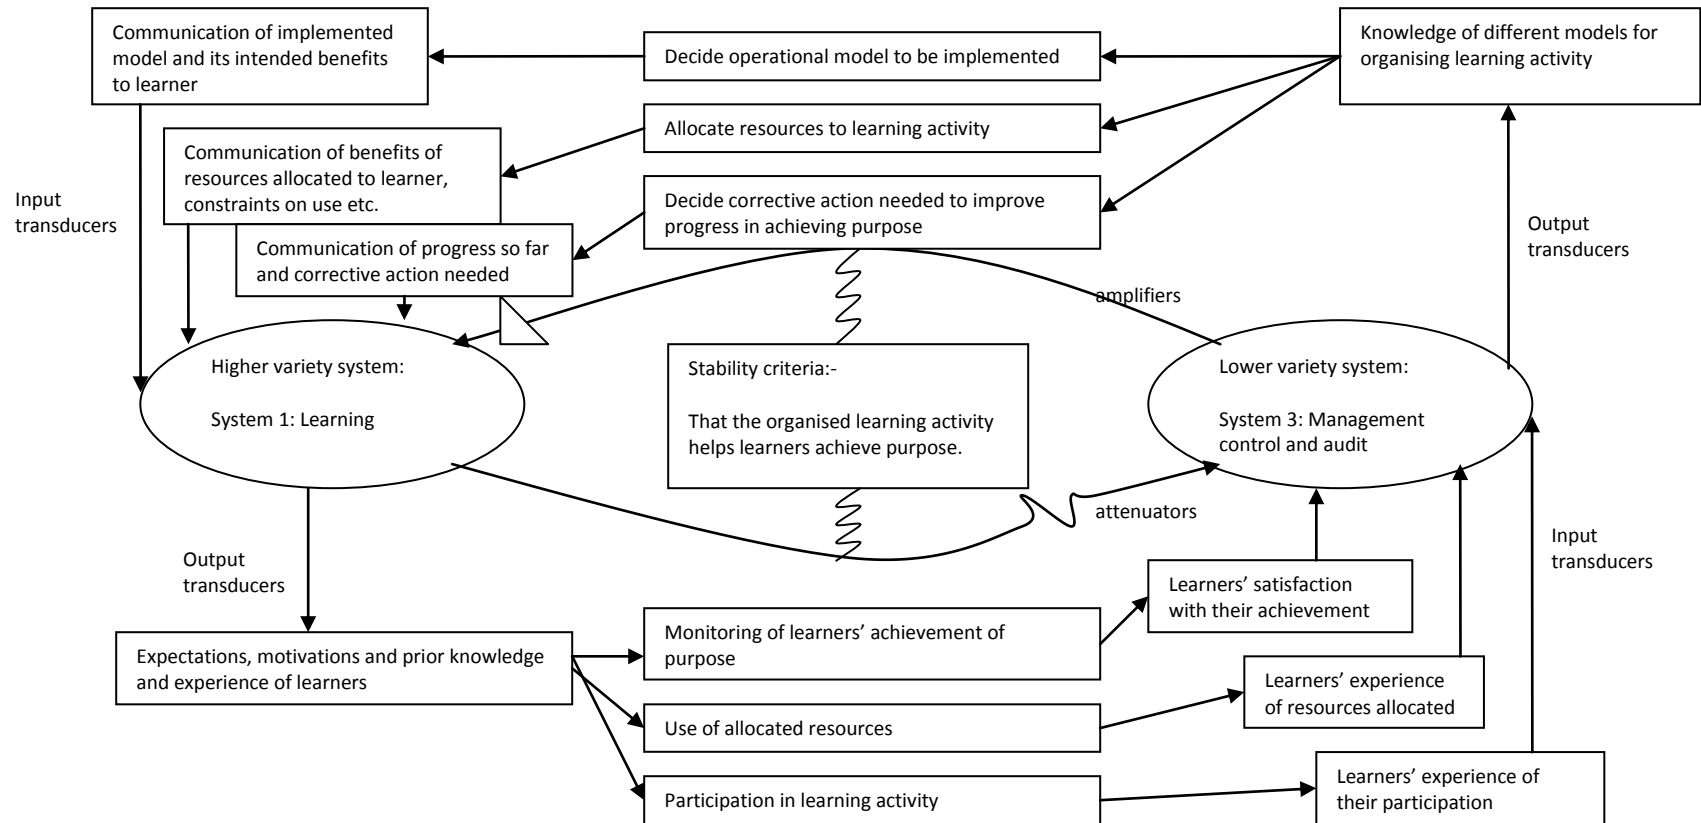 Communication of implemented
model and its intended benefits
to learner
Decide operational model to be implemented
Knowledge of different models for
organising learning activity
Allocate resources to learning activity
Communication of benefits of
resources allocated to learner,
constraints on use etc.
Decide corrective action needed to improve
progress in achieving purpose
Input
transducers
Communication of progress so far
and corrective action needed
Output
transducers
amplifiers
Higher variety system:
System 1: Learning
Stability criteria:-
That the organised learning activity
helps learners achieve purpose.
Lower variety system:
System 3: Management
control and audit
attenuators
Output
transducers
Input
transducers
Learners’ satisfaction
with their achievement
Expectations, motivations and prior knowledge
and experience of learners
Monitoring of learners’ achievement of
purpose
Learners’ experience
of resources allocated
Use of allocated resources
Participation in learning activity
Learners’ experience of
their participation